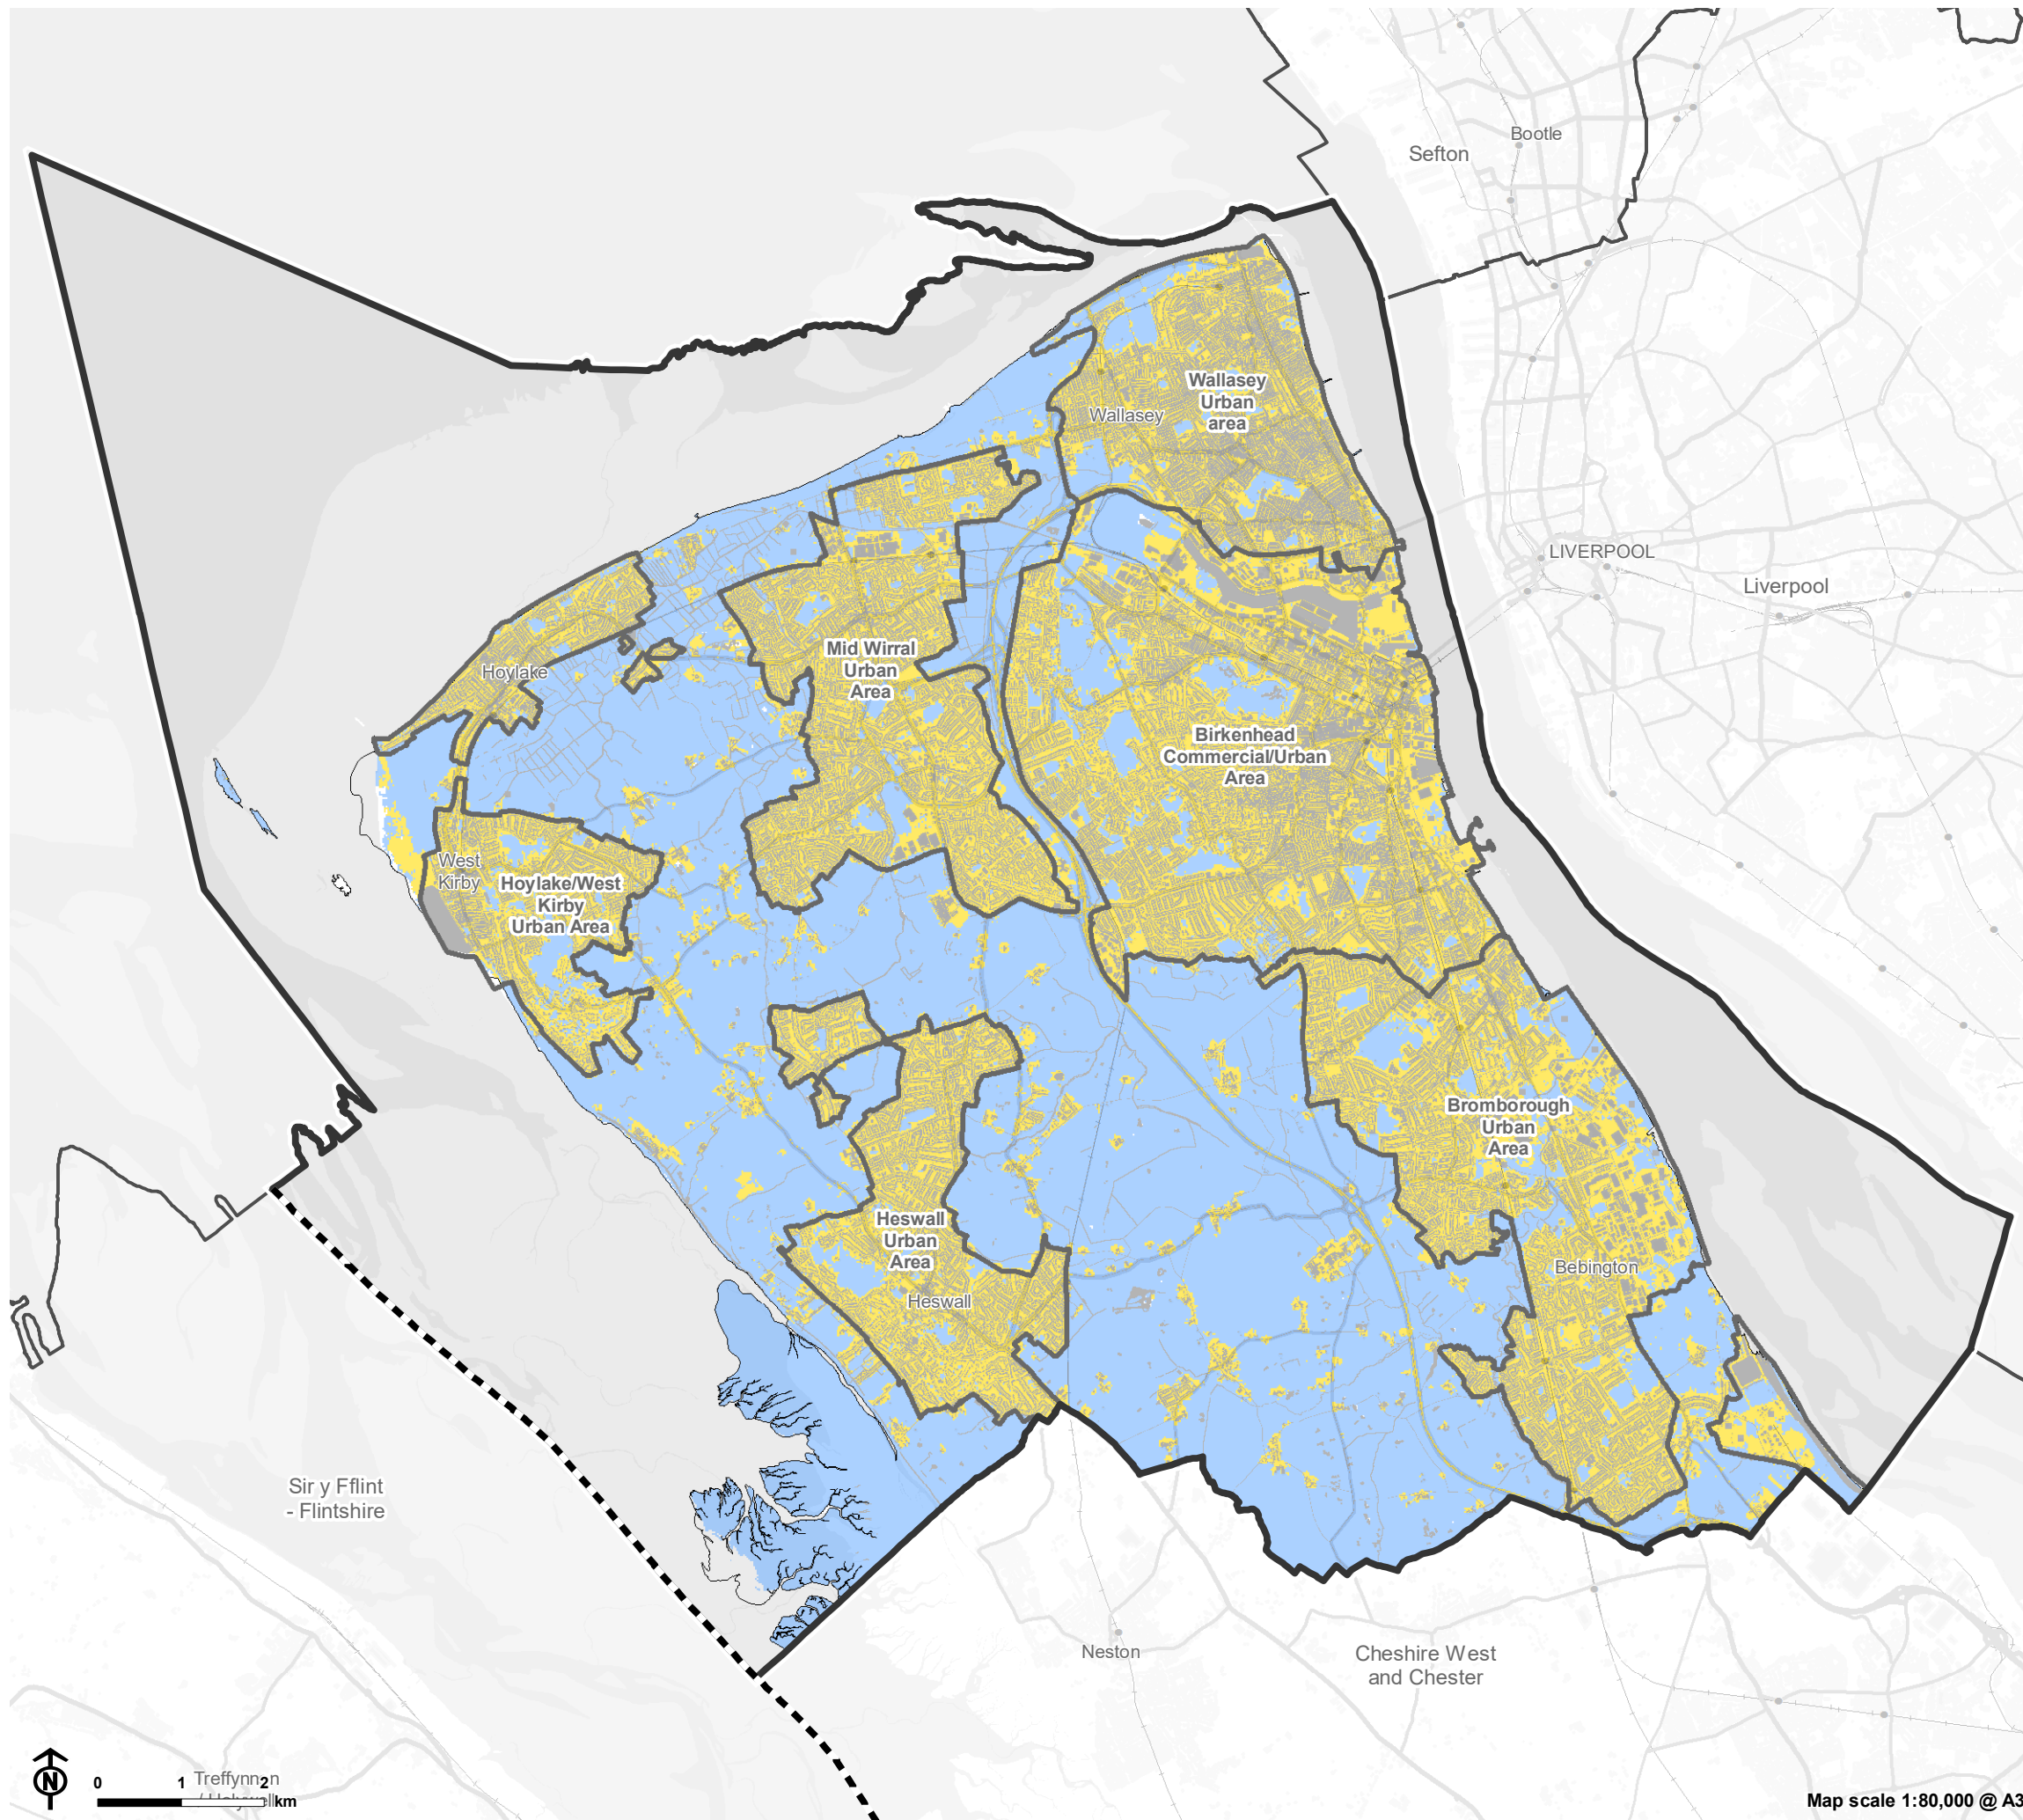 Bootle
Sefton
Wallasey
Urban
area
Wallasey
LIVERPOOL
Liverpool
Mid Wirral
Urban
Area
Hoylake
Birkenhead
Commercial/Urban
Area
West
Kirby
Hoylake/West
Kirby
Urban Area
Bromborough
Urban
Area
Heswall
Urban
Area
Bebington
Heswall
Sir y Fflint
- Flintshire
Neston
Cheshire West
and Chester
N
0 1 2
km
Treffynnon
Map scale 1:80,000 @ A3